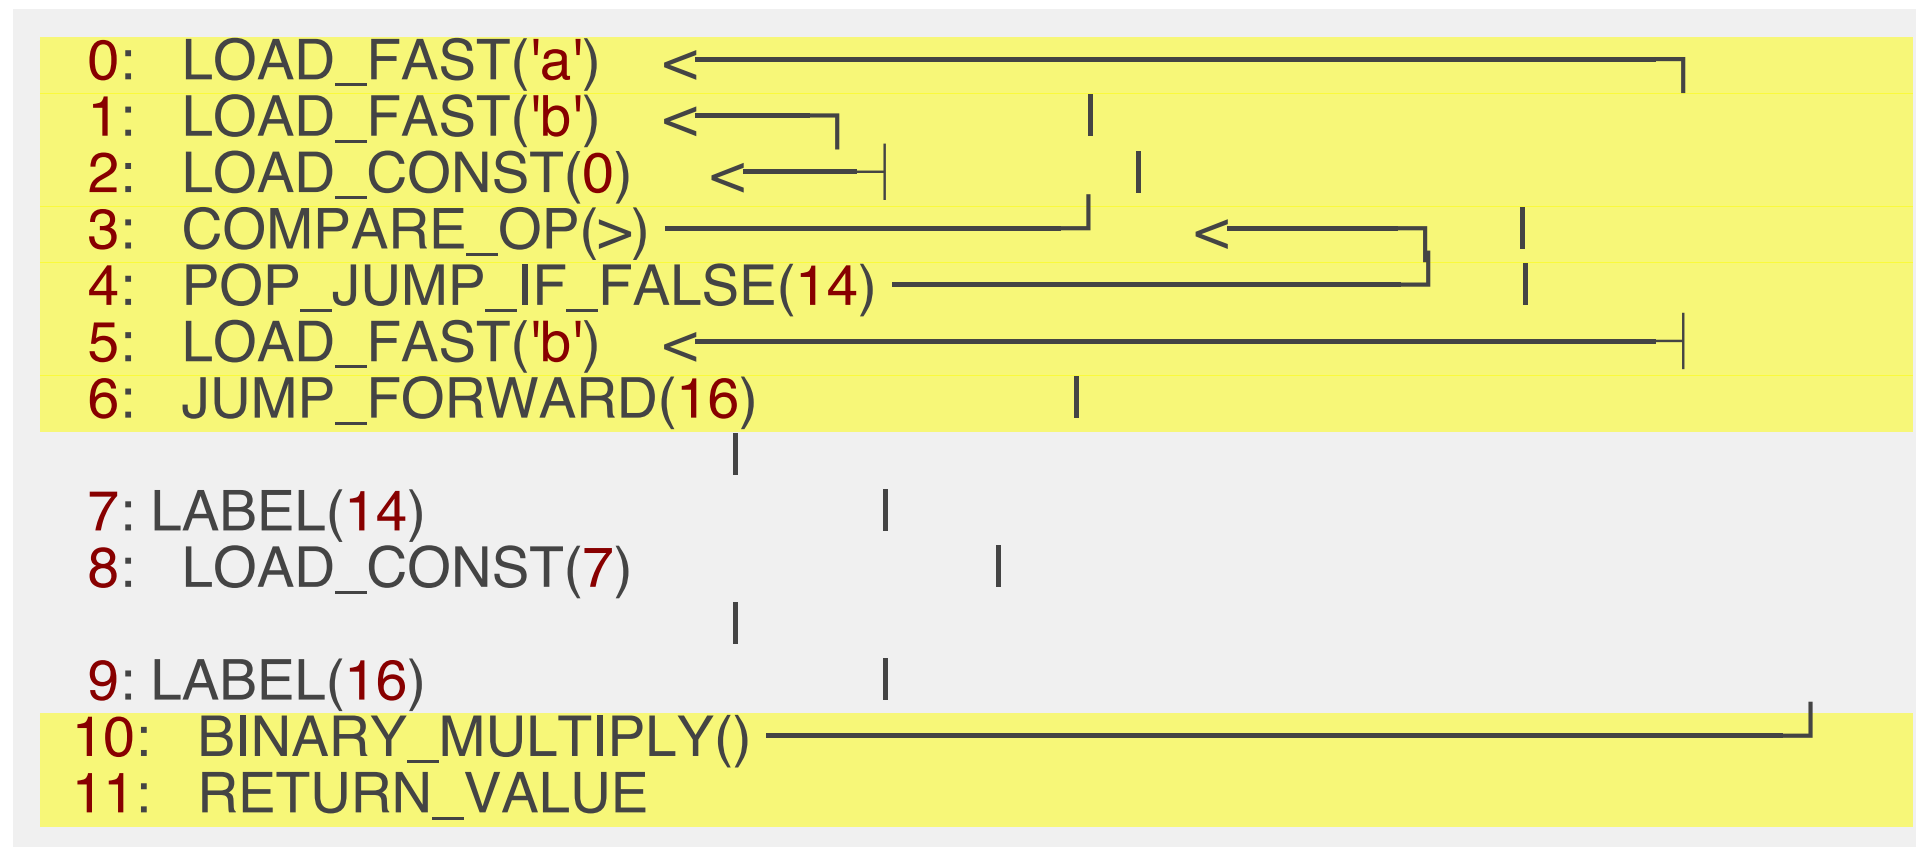 0: LOAD_FAST('a') <──────────────────┐
1: LOAD_FAST('b') <──┐ |
2: LOAD_CONST(0) <──┤ |
3: COMPARE_OP(>) ───────┘ <───┐ |
4: POP_JUMP_IF_FALSE(14) ─────────┘ |
5: LOAD_FAST('b') <──────────────────┤
6: JUMP_FORWARD(16) |
|
7: LABEL(14) |
8: LOAD_CONST(7) |
|
9: LABEL(16) |
10: BINARY_MULTIPLY() ───────────────────┘
11: RETURN_VALUE